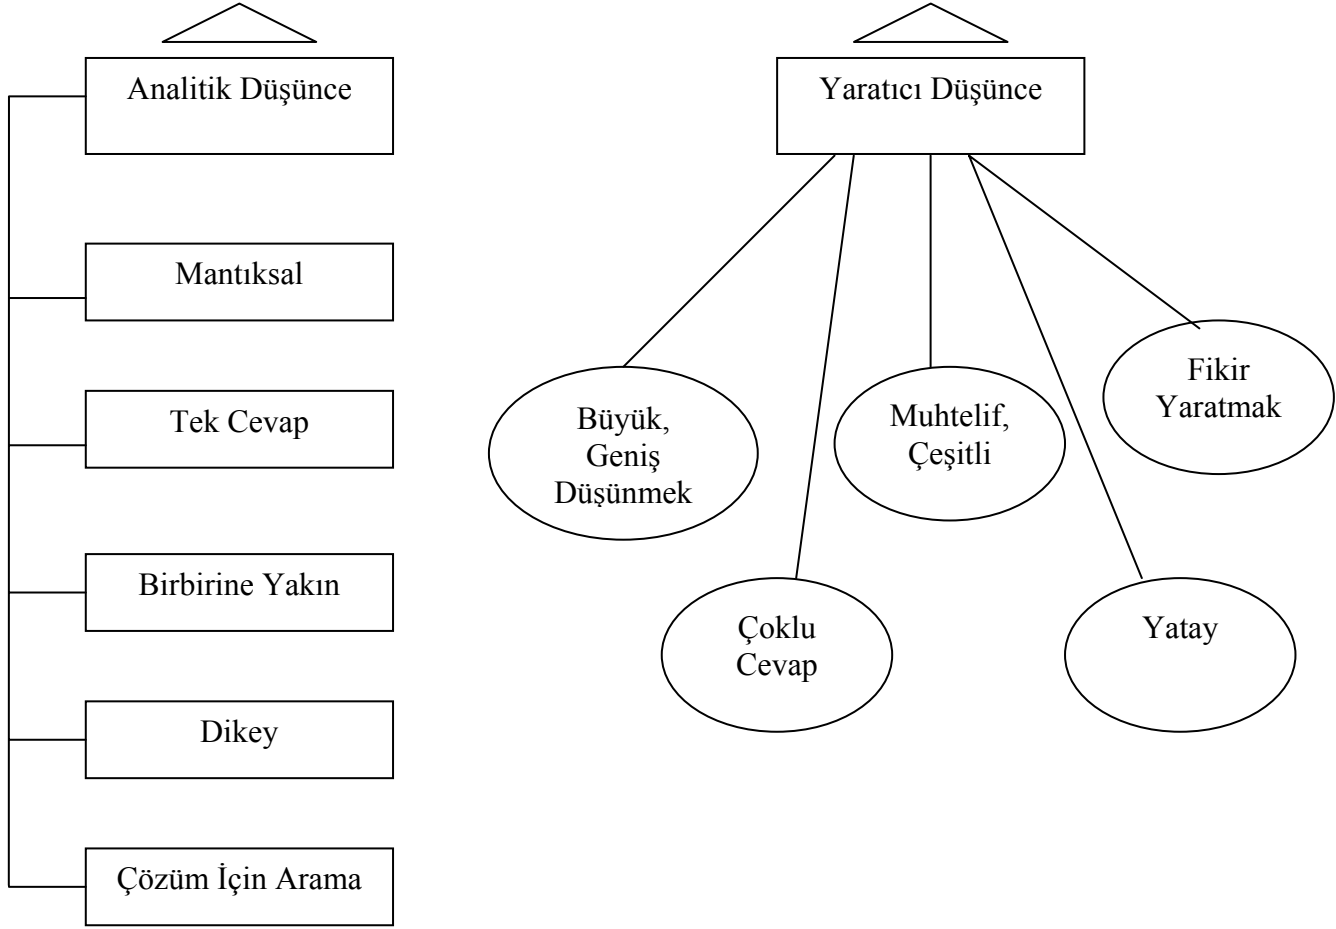 Analitik Düşünce
Mantıksal
Tek Cevap
Birbirine Yakın
Dikey
Çözüm İçin Arama
Yaratıcı Düşünce
Büyük,
Geniş
Düşünmek
Çoklu
Cevap
Muhtelif,
Çeşitli
Yatay
Fikir
Yaratmak